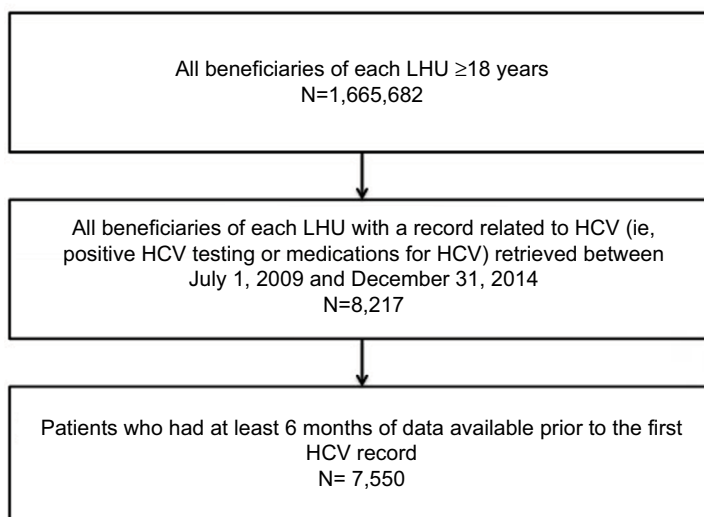 All beneficiaries of each LHU ≥18 years
N=1,665,682
All beneficiaries of each LHU with a record related to HCV (ie,
positive HCV testing or medications for HCV) retrieved between
July 1, 2009 and December 31, 2014
N=8,217
Patients who had at least 6 months of data available prior to the first
HCV record
N= 7,550